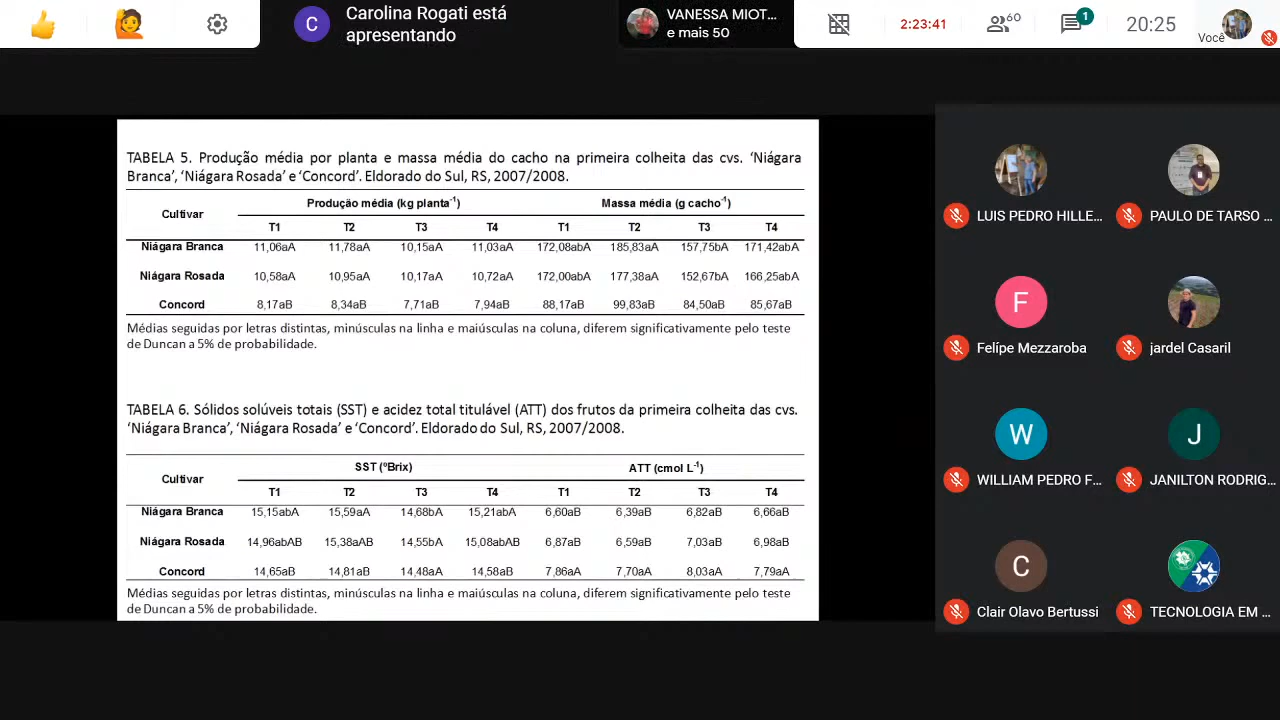 Carolina Rogati está
apresentando
VANESSA MIOT...
e mais 50
2:23:41
60
1
20:25
Você
TABELA 5. Produção média por planta e massa média do cacho na primeira colheita das cvs. ‘Niágara
Branca’, ‘Niágara Rosada’ e ‘Concord’. Eldorado do Sul, RS, 2007/2008.
Cultivar Produção média (kg planta⁻¹) Massa média (g cacho⁻¹)
T1 T2 T3 T4 T1 T2 T3 T4
Niágara Branca 11,06aA 11,78aA 10,15aA 11,03aA 172,08abA 185,83aA 157,75bA 171,42abA
Niágara Rosada 10,58aA 10,95aA 10,17aA 10,72aA 172,00abA 177,38aA 152,67bA 166,25abA
Concord 8,17aB 8,34aB 7,71aB 7,94aB 88,17aB 99,83aB 84,50aB 85,67aB
Médias seguidas por letras distintas, minúsculas na linha e maiúsculas na coluna, diferem significativamente pelo teste
de Duncan a 5% de probabilidade.
TABELA 6. Sólidos solúveis totais (SST) e acidez total titulável (ATT) dos frutos da primeira colheita das cvs.
‘Niágara Branca’, ‘Niágara Rosada’ e ‘Concord’. Eldorado do Sul, RS, 2007/2008.
Cultivar SST (ºBrix) ATT (cmol L⁻¹)
T1 T2 T3 T4 T1 T2 T3 T4
Niágara Branca 15,15abA 15,59aA 14,68bA 15,21abA 6,60aB 6,39aB 6,82aB 6,66aB
Niágara Rosada 14,96abAB 15,38aAB 14,55bA 15,08abAB 6,87aB 6,59aB 7,03aB 6,98aB
Concord 14,65aB 14,81aB 14,48aA 14,58aB 7,86aA 7,70aA 8,03aA 7,79aA
Médias seguidas por letras distintas, minúsculas na linha e maiúsculas na coluna, diferem significativamente pelo teste
de Duncan a 5% de probabilidade.
LUIS PEDRO HILLE...
PAULO DE TARSO ...
F
Felípe Mezzaroba
jardel Casaril
W
WILLIAM PEDRO F...
J
JANILTON RODRIG...
C
Clair Olavo Bertussi
TECNOLOGIA EM ...
C